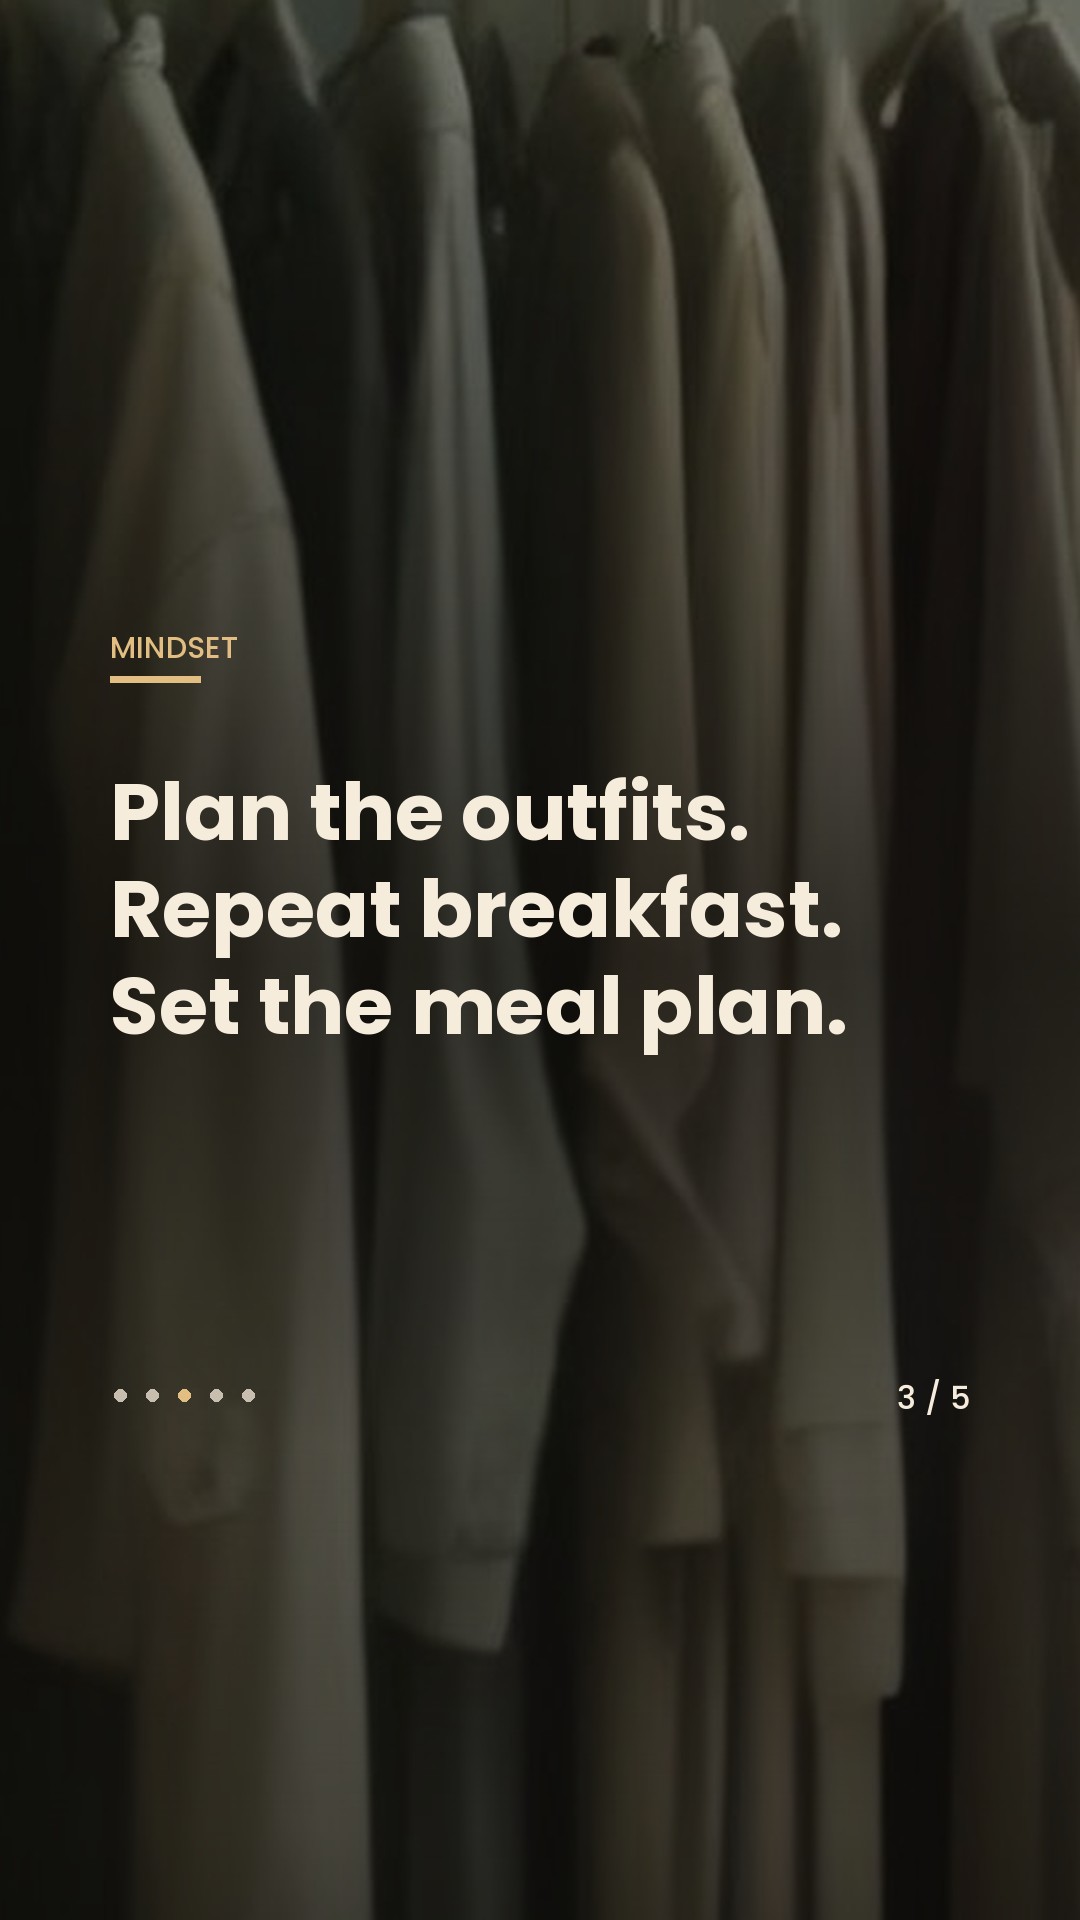 MINDSET
Plan the outfits.
Repeat breakfast.
Set the meal plan.
3 / 5